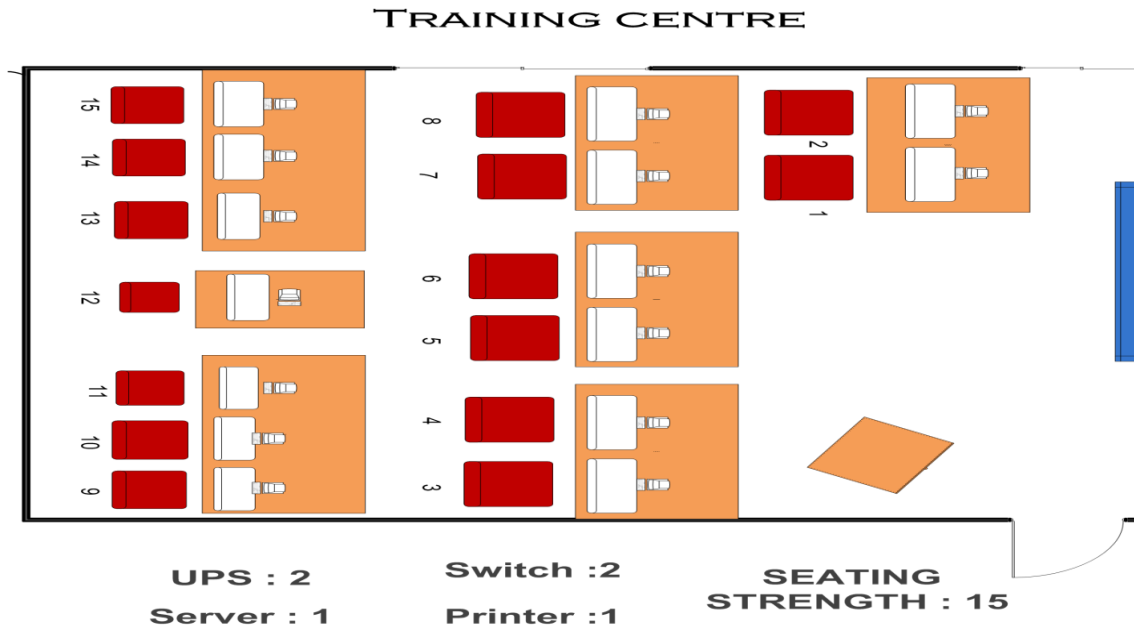 TRAINING CENTRE
15
14
13
12
11
10
9
8
7
6
5
4
3
2
1
UPS : 2
Server : 1
Switch :2
Printer :1
SEATING
STRENGTH : 15